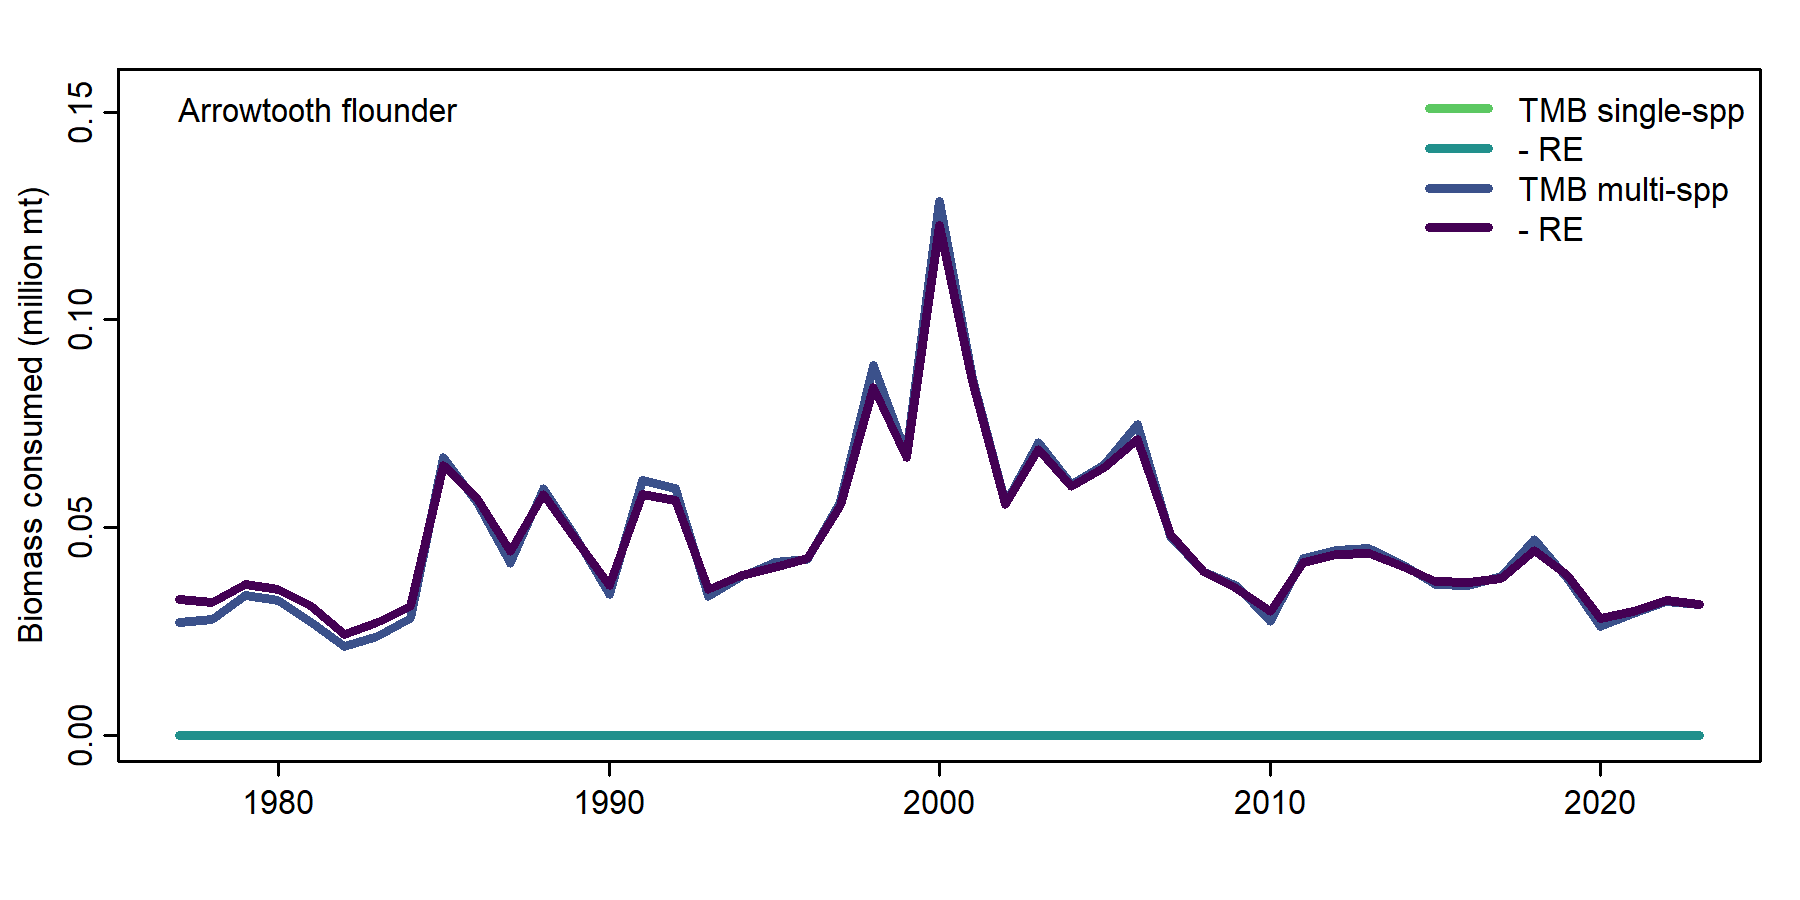 Arrowtooth flounder
TMB single-spp
- RE
TMB multi-spp
- RE
Biomass consumed (million mt)
0.15
0.10
0.05
0.00
1980 1990 2000 2010 2020